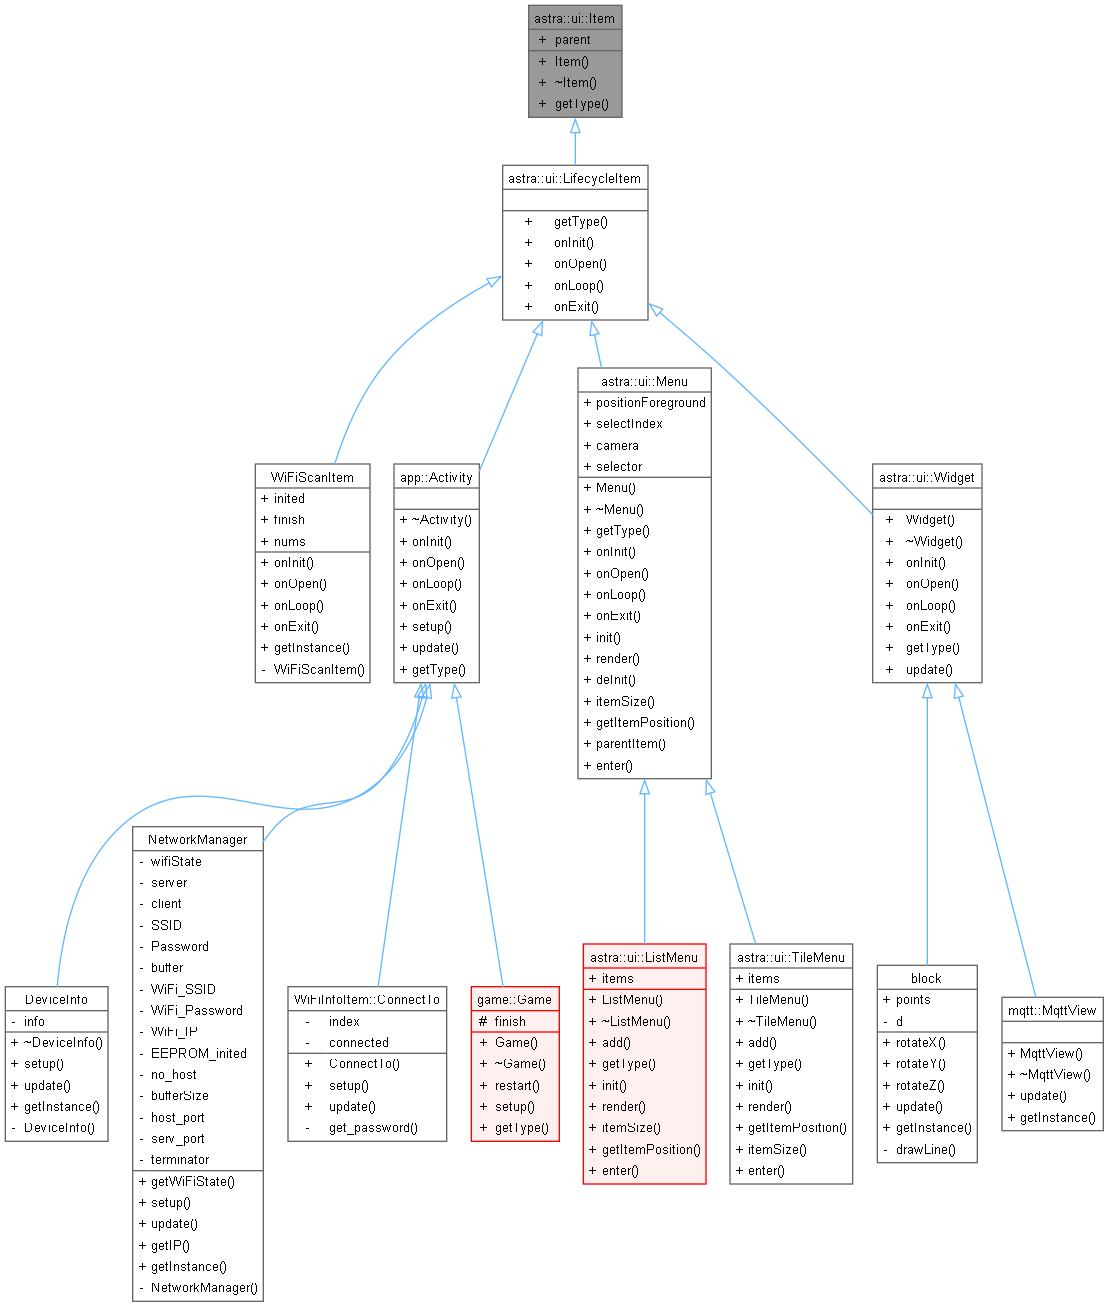 astra::ui::Item
+ parent
+ Item()
+ ~Item()
+ getType()
astra::ui::LifecycleItem
+ getType()
+ onInit()
+ onOpen()
+ onLoop()
+ onExit()
WiFiScanItem
+ inited
+ finish
+ nums
+ onInit()
+ onOpen()
+ onLoop()
+ onExit()
+ getInstance()
- WiFiScanItem()
app::Activity
+ ~Activity()
+ onInit()
+ onOpen()
+ onLoop()
+ onExit()
+ setup()
+ update()
+ getType()
astra::ui::Menu
+ positionForeground
+ selectIndex
+ camera
+ selector
+ Menu()
+ ~Menu()
+ getType()
+ onInit()
+ onOpen()
+ onLoop()
+ onExit()
+ init()
+ render()
+ deInit()
+ itemSize()
+ getItemPosition()
+ parentItem()
+ enter()
astra::ui::Widget
+ Widget()
+ ~Widget()
+ onInit()
+ onOpen()
+ onLoop()
+ onExit()
+ getType()
+ update()
DeviceInfo
- info
+ ~DeviceInfo()
+ setup()
+ update()
+ getInstance()
- DeviceInfo()
NetworkManager
- wifiState
- server
- client
- SSID
- Password
- buffer
- WiFi_SSID
- WiFi_Password
- WiFi_IP
- EEPROM_inited
- no_host
- bufferSize
- host_port
- serv_port
- terminator
+ getWiFiState()
+ setup()
+ update()
+ getIP()
+ getInstance()
- NetworkManager()
WiFiInfoItem::ConnectTo
- index
- connected
+ ConnectTo()
+ setup()
+ update()
- get_password()
game::Game
# finish
+ Game()
+ ~Game()
+ restart()
+ setup()
+ getType()
astra::ui::ListMenu
+ items
+ ListMenu()
+ ~ListMenu()
+ add()
+ getType()
+ init()
+ render()
+ itemSize()
+ getItemPosition()
+ enter()
astra::ui::TileMenu
+ items
+ TileMenu()
+ ~TileMenu()
+ add()
+ getType()
+ init()
+ render()
+ getItemPosition()
+ itemSize()
+ enter()
block
+ points
- d
+ rotateX()
+ rotateY()
+ rotateZ()
+ update()
+ getInstance()
- drawLine()
mqtt::MqttView
+ MqttView()
+ ~MqttView()
+ update()
+ getInstance()